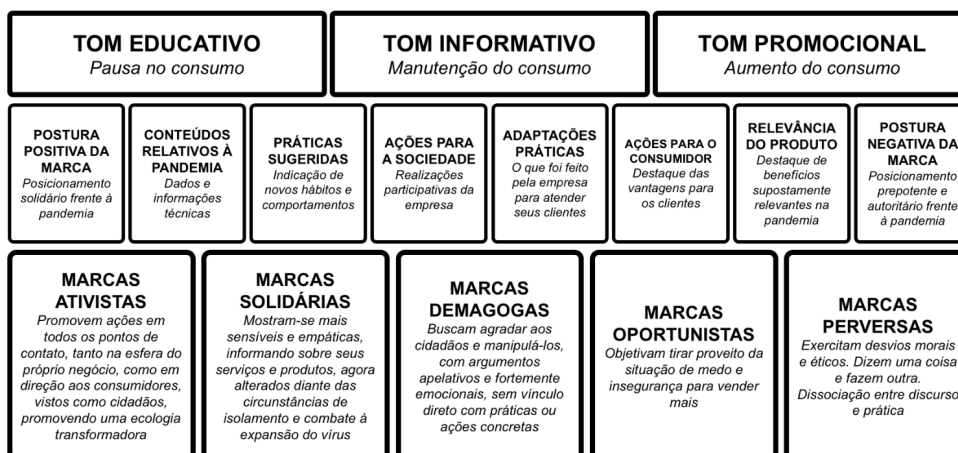 TOM EDUCATIVO
Pausa no consumo
TOM INFORMATIVO
Manutenção do consumo
TOM PROMOCIONAL
Aumento do consumo
POSTURA
POSITIVA DA
MARCA
Posicionamento
solidário frente à
pandemia
CONTEÚDOS
RELATIVOS À
PANDEMIA
Dados e
informações
técnicas
PRÁTICAS
SUGERIDAS
Indicação de
novos hábitos e
comportamentos
AÇÕES PARA
A SOCIEDADE
Realizações
participativas da
empresa
ADAPTAÇÕES
PRÁTICAS
O que foi feito
pela empresa
para atender
seus clientes
AÇÕES PARA O
CONSUMIDOR
Destaque das
vantagens para
os clientes
RELEVÂNCIA
DO PRODUTO
Destaque de
benefícios
supostamente
relevantes na
pandemia
POSTURA
NEGATIVA DA
MARCA
Posicionamento
prepotente e
autoritário frente
à pandemia
MARCAS
ATIVISTAS
Promovem ações em
todos os pontos de
contato, tanto na esfera do
próprio negócio, como em
direção aos consumidores,
vistos como cidadãos,
promovendo uma ecologia
transformadora
MARCAS
SOLIDÁRIAS
Mostram-se mais
sensíveis e empáticas,
informando sobre seus
serviços e produtos, agora
alterados diante das
circunstâncias de
isolamento e combate à
expansão do vírus
MARCAS
DEMAGOGAS
Buscam agradar aos
cidadãos e manipulá-los,
com argumentos
apelativos e fortemente
emocionais, sem vínculo
direto com práticas ou
ações concretas
MARCAS
OPORTUNISTAS
Objetivam tirar proveito da
situação de medo e
insegurança para vender
mais
MARCAS
PERVERSAS
Exercitam desvios morais
e éticos. Dizem uma coisa
e fazem outra.
Dissociação entre discurso
e prática